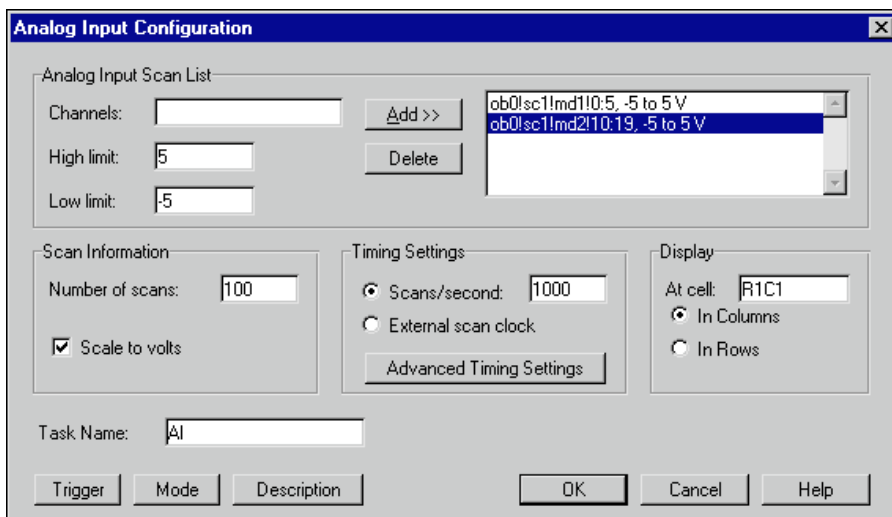 Analog Input Configuration
Analog Input Scan List
Channels:
Add >>
ob0!sc1!md1!0:5, -5 to 5 V
ob0!sc1!md2!10:19, -5 to 5 V
High limit: 5
Delete
Low limit: -5
Scan Information
Number of scans: 100
Scale to volts
Timing Settings
Scans/second: 1000
External scan clock
Advanced Timing Settings
Display
At cell: R1C1
In Columns
In Rows
Task Name: AI
Trigger
Mode
Description
OK
Cancel
Help